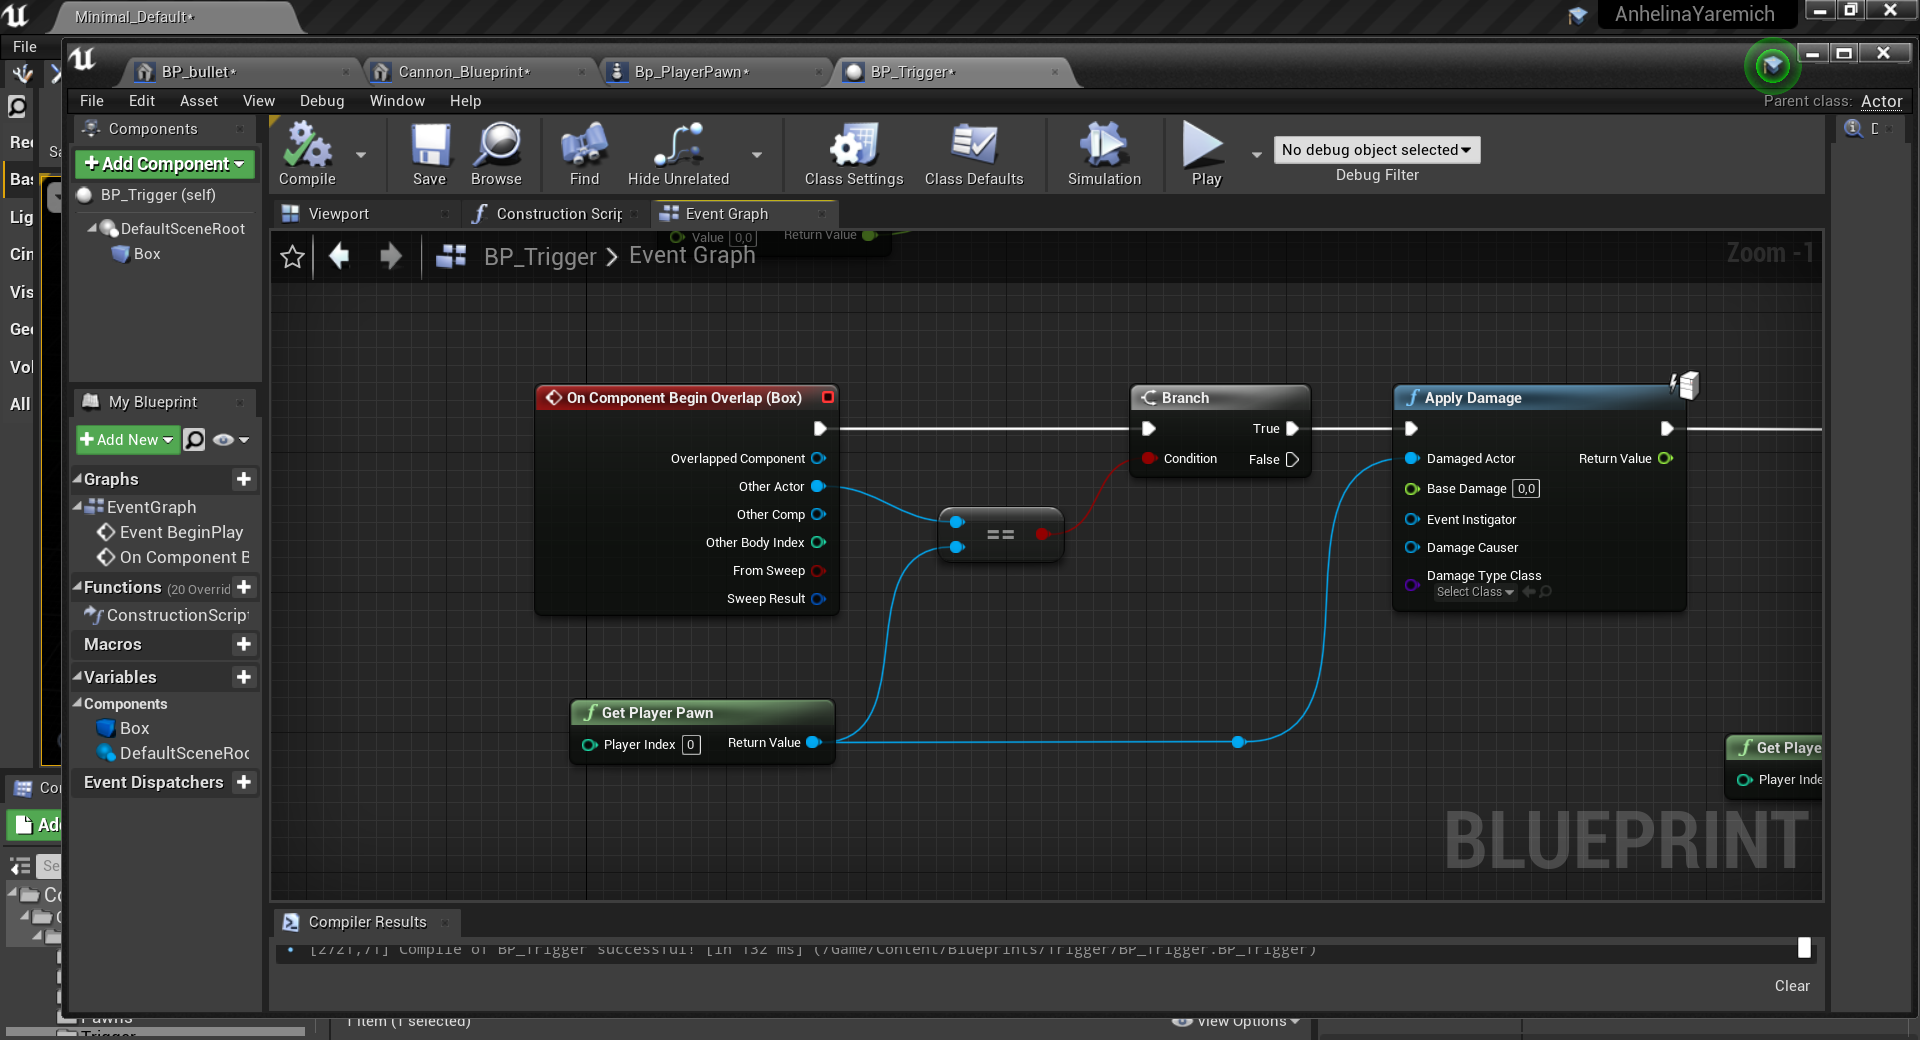 Minimal_Default*
AnhelinaYaremich
File
BP_bullet*
Cannon_Blueprint*
Bp_PlayerPawn*
BP_Trigger*
File Edit Asset View Debug Window Help
Parent class: Actor
Components
Add Component
BP_Trigger (self)
DefaultSceneRoot
Box
Compile
Save
Browse
Find
Hide Unrelated
Class Settings
Class Defaults
Simulation
Play
No debug object selected
Debug Filter
Viewport
Construction Scrip
Event Graph
Value 0,0
Return Value
BP_Trigger > Event Graph
Zoom -1
Bas
Lig
Cin
Vis
Geo
Vol
All
My Blueprint
Add New
Graphs
EventGraph
Event BeginPlay
On Component B
Functions (20 Overrid
ConstructionScrip
Macros
Variables
Components
Box
DefaultSceneRoo
Event Dispatchers
On Component Begin Overlap (Box)
Overlapped Component
Other Actor
Other Comp
Other Body Index
From Sweep
Sweep Result
==
Branch
True
Condition
False
Apply Damage
Damaged Actor
Return Value
Base Damage 0,0
Event Instigator
Damage Causer
Damage Type Class
Select Class
Get Player Pawn
Player Index 0
Return Value
Get Playe
Player Inde
BLUEPRINT
Compiler Results
[2721,71] Compile of BP_Trigger successful! [in 132 ms] (/Game/Content/Blueprints/Trigger/BP_Trigger.BP_Trigger)
Clear
Con
Add
Se
Pawns
Trigger
1 item (1 selected)
View Options